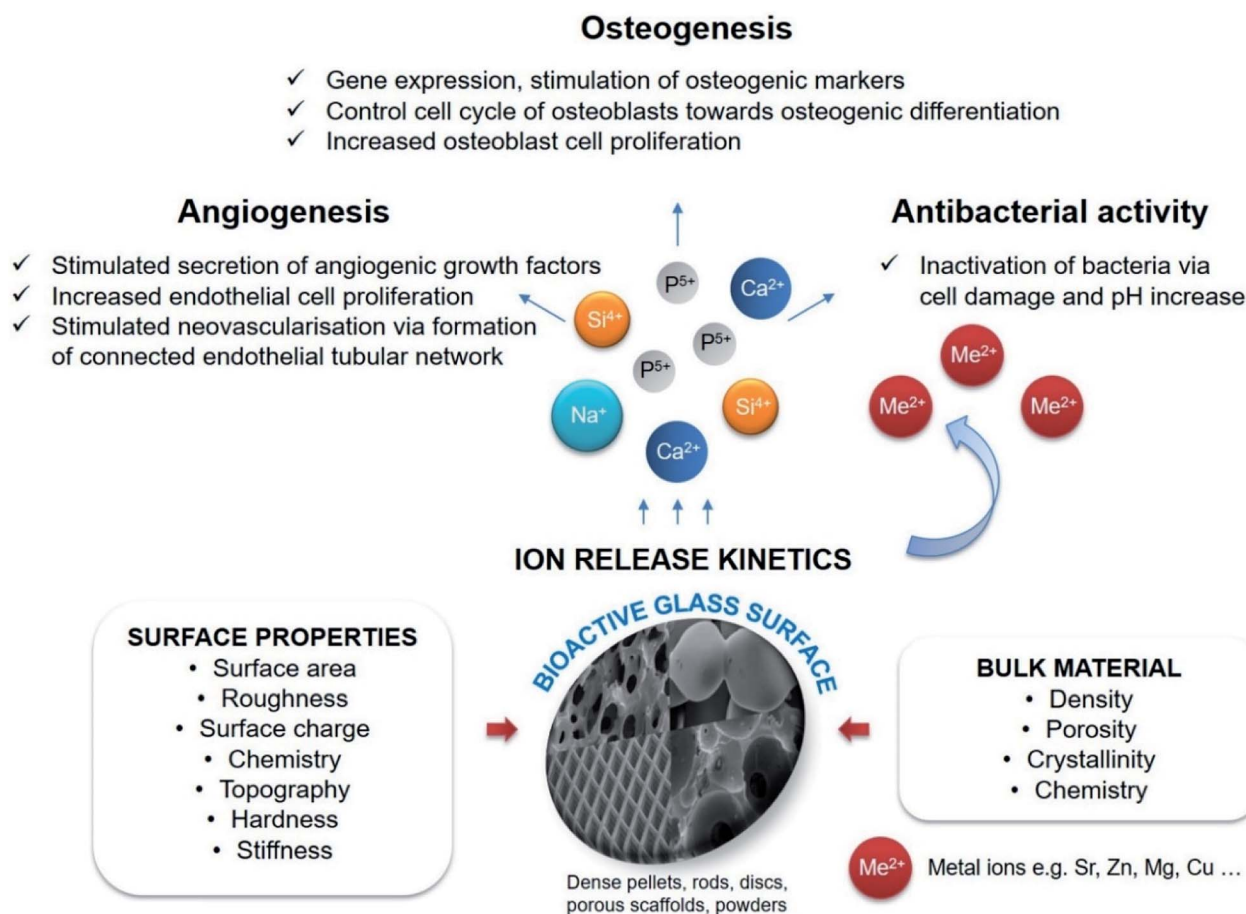 Osteogenesis
✓ Gene expression, stimulation of osteogenic markers
✓ Control cell cycle of osteoblasts towards osteogenic differentiation
✓ Increased osteoblast cell proliferation
Angiogenesis
✓ Stimulated secretion of angiogenic growth factors
✓ Increased endothelial cell proliferation
✓ Stimulated neovascularisation via formation
of connected endothelial tubular network
Antibacterial activity
✓ Inactivation of bacteria via
cell damage and pH increase
P⁵⁺
Ca²⁺
Si⁴⁺
P⁵⁺
P⁵⁺
Na⁺
Si⁴⁺
Ca²⁺
Me²⁺
Me²⁺
Me²⁺
ION RELEASE KINETICS
BIOACTIVE GLASS SURFACE
SURFACE PROPERTIES
• Surface area
• Roughness
• Surface charge
• Chemistry
• Topography
• Hardness
• Stiffness
BULK MATERIAL
• Density
• Porosity
• Crystallinity
• Chemistry
Dense pellets, rods, discs,
porous scaffolds, powders
Me²⁺
Metal ions e.g. Sr, Zn, Mg, Cu ...